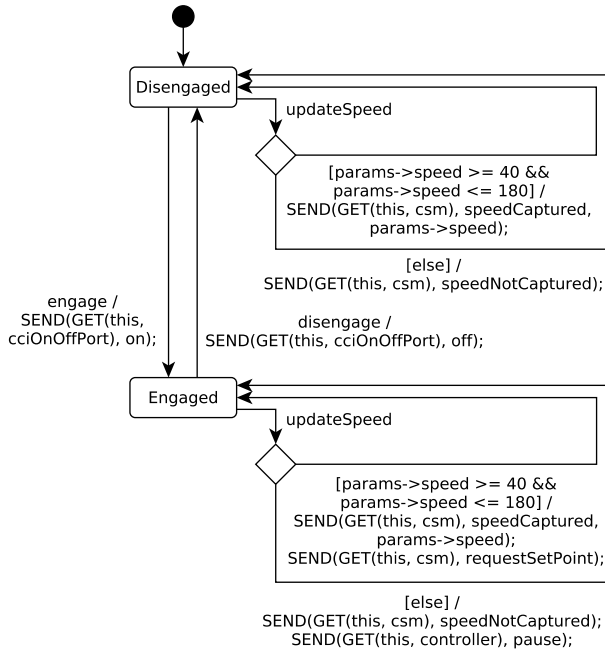 Disengaged
updateSpeed
[params->speed >= 40 &&
params->speed <= 180] /
SEND(GET(this, csm), speedCaptured,
params->speed);
[else] /
SEND(GET(this, csm), speedNotCaptured);
engage /
SEND(GET(this,
cciOnOffPort), on);
disengage /
SEND(GET(this, cciOnOffPort), off);
Engaged
updateSpeed
[params->speed >= 40 &&
params->speed <= 180] /
SEND(GET(this, csm), speedCaptured,
params->speed);
SEND(GET(this, csm), requestSetPoint);
[else] /
SEND(GET(this, csm), speedNotCaptured);
SEND(GET(this, controller), pause);